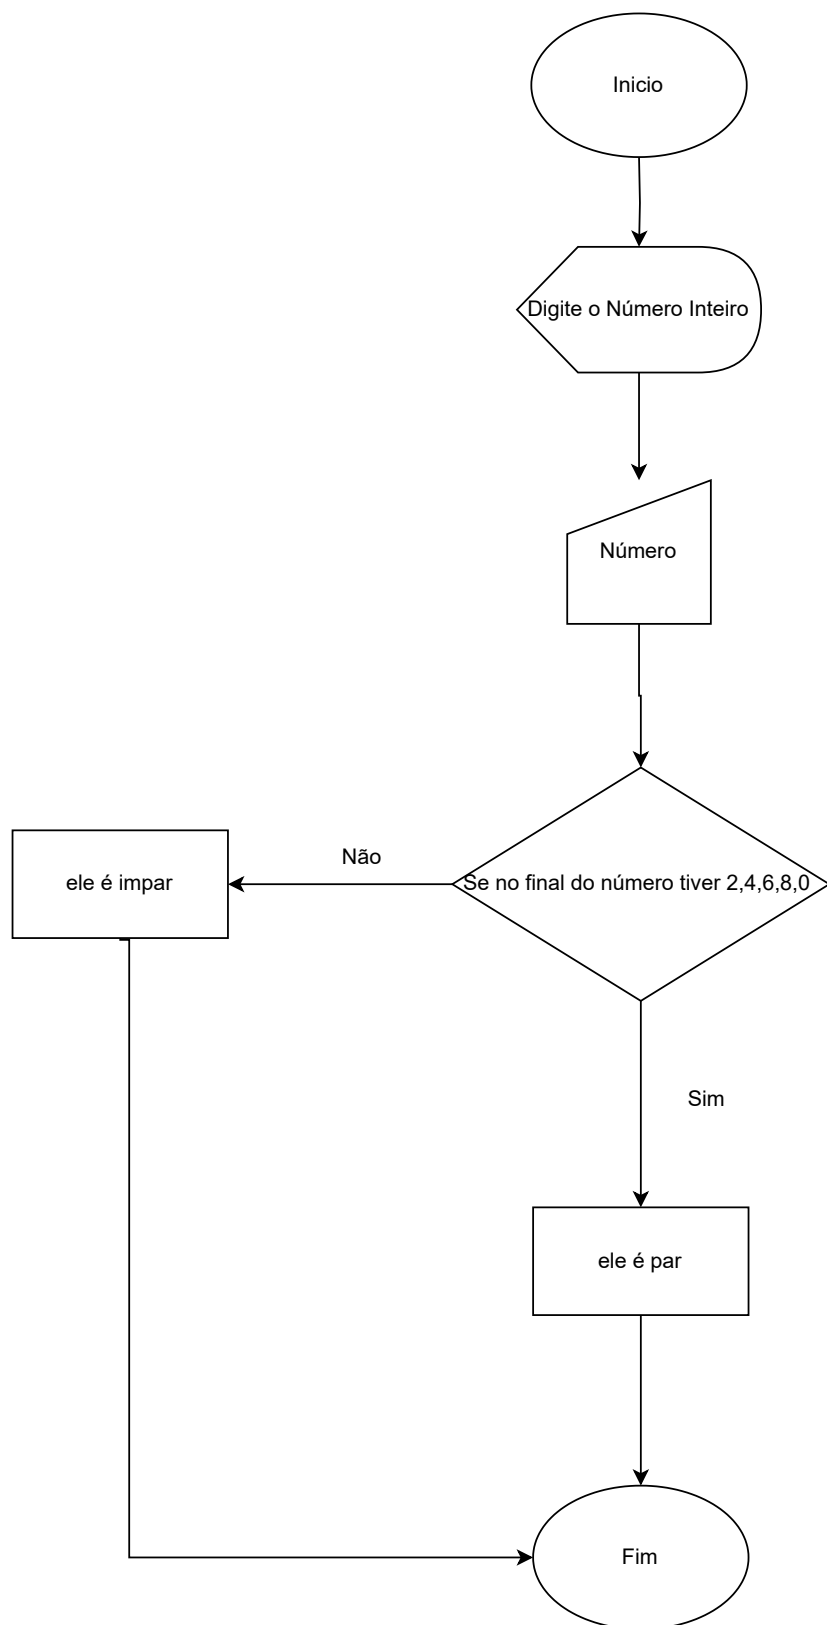 Inicio
Digite o Número Inteiro
Número
Se no final do número tiver 2,4,6,8,0
Não
ele é impar
Sim
ele é par
Fim